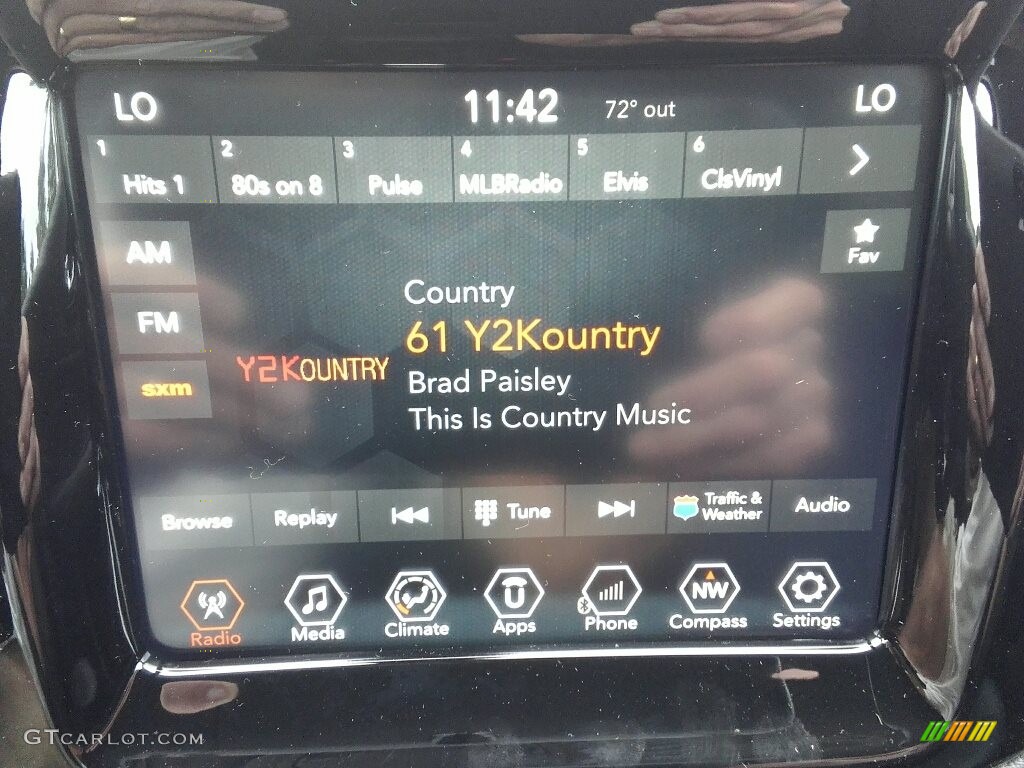 LO 11:42 72° out LO
1 2 3 4 5 6
Hits 1 80s on 8 Pulse MLBRadio Elvis ClsVinyl
AM
Fav
FM
sxm
Country
61 Y2Kountry
Y2KOUNTRY
Brad Paisley
This Is Country Music
Browse Replay Tune Traffic & Weather Audio
NW
Radio Media Climate Apps Phone Compass Settings
GTCARLOT.COM